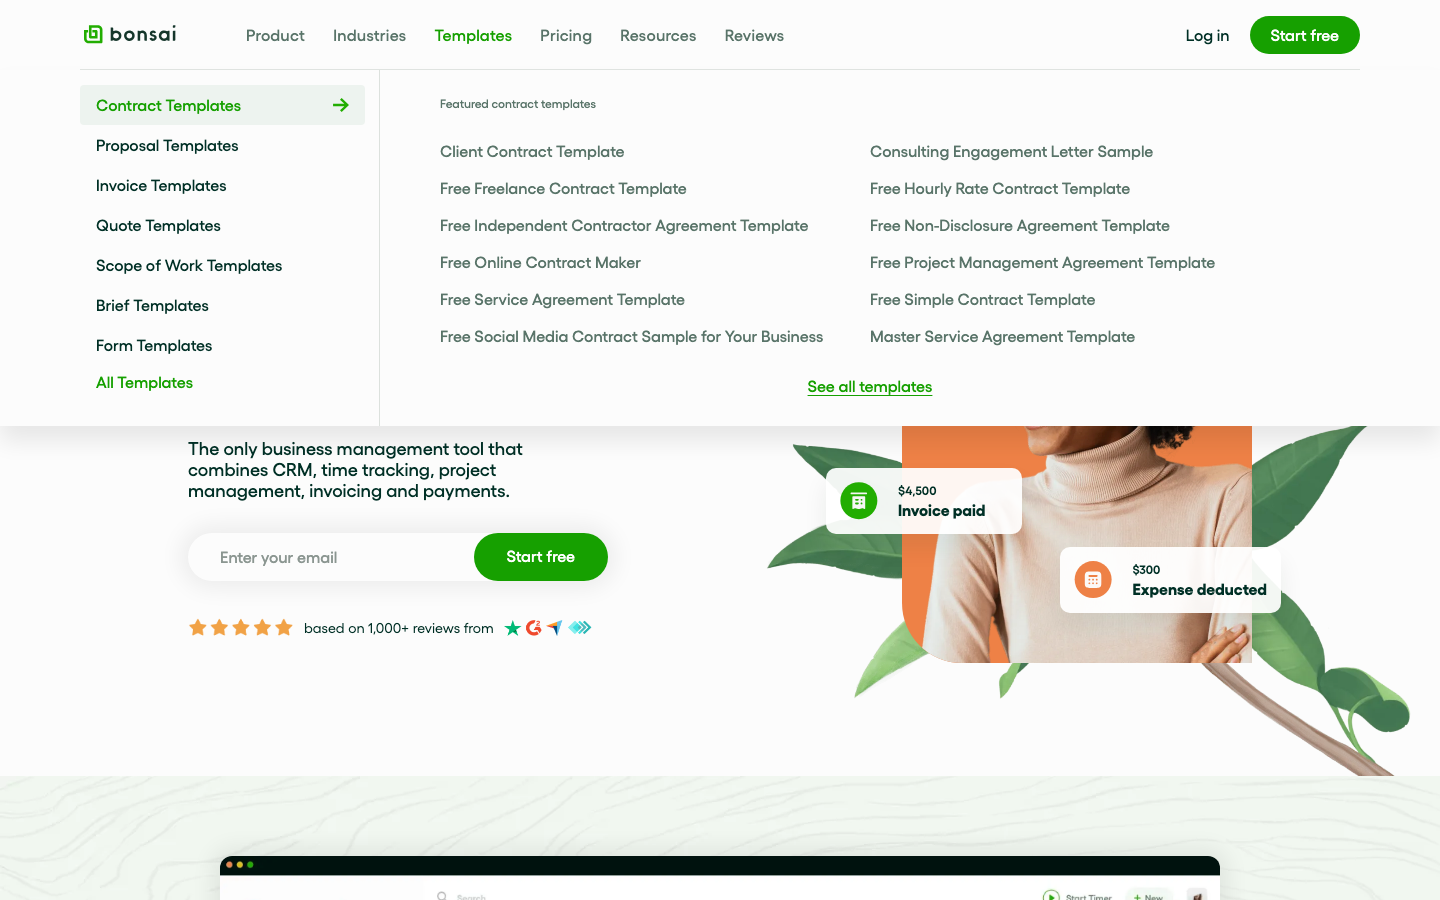 bonsai
Product
Industries
Templates
Pricing
Resources
Reviews
Log in
Start free
Contract Templates
Proposal Templates
Invoice Templates
Quote Templates
Scope of Work Templates
Brief Templates
Form Templates
All Templates
Featured contract templates
Client Contract Template
Free Freelance Contract Template
Free Independent Contractor Agreement Template
Free Online Contract Maker
Free Service Agreement Template
Free Social Media Contract Sample for Your Business
Consulting Engagement Letter Sample
Free Hourly Rate Contract Template
Free Non-Disclosure Agreement Template
Free Project Management Agreement Template
Free Simple Contract Template
Master Service Agreement Template
See all templates
The only business management tool that
combines CRM, time tracking, project
management, invoicing and payments.
Enter your email
Start free
based on 1,000+ reviews from
$4,500
Invoice paid
$300
Expense deducted
Search
Start Timer
+ New